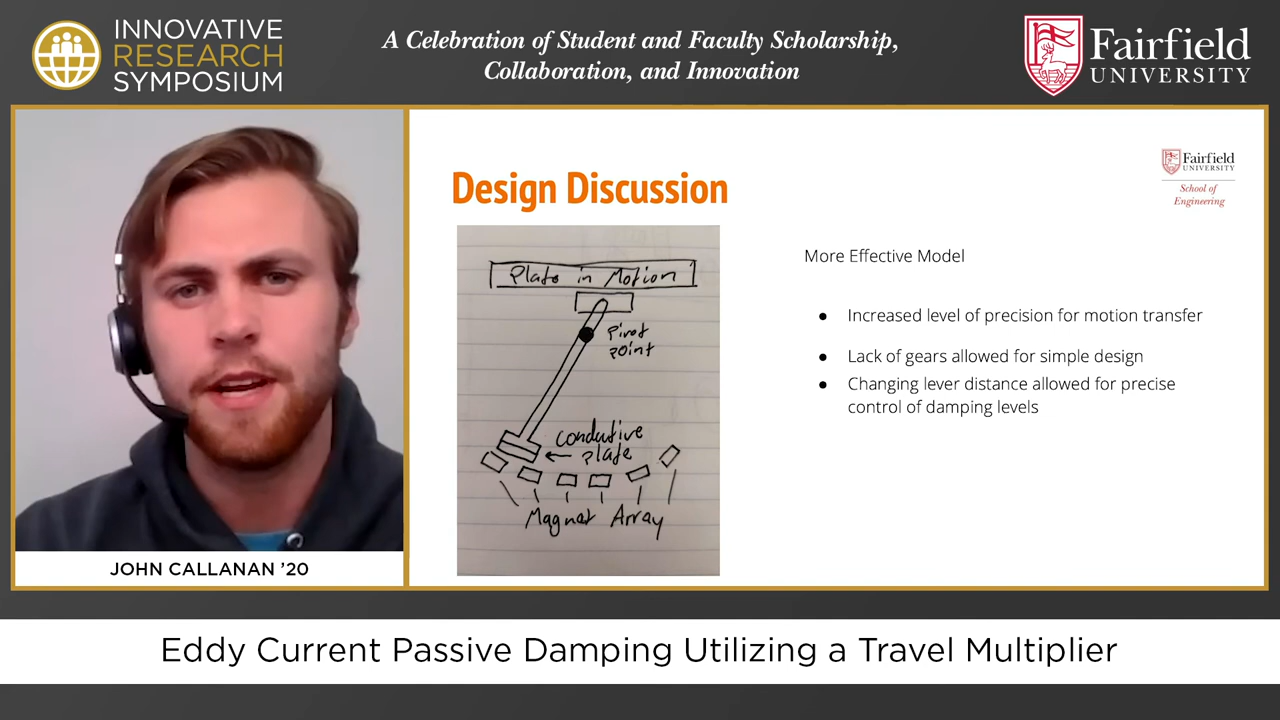 INNOVATIVE
RESEARCH
SYMPOSIUM
A Celebration of Student and Faculty Scholarship,
Collaboration, and Innovation
Fairfield
UNIVERSITY
Design Discussion
Fairfield
UNIVERSITY
School of
Engineering
Plate in Motion
Pivot
point
Conductive
plate
Magnet Array
More Effective Model
● Increased level of precision for motion transfer
● Lack of gears allowed for simple design
● Changing lever distance allowed for precise
control of damping levels
JOHN CALLANAN ’20
Eddy Current Passive Damping Utilizing a Travel Multiplier